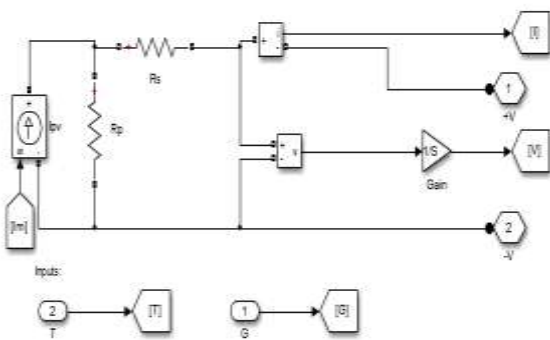 [I]
+
-
i
1
+V
Rs
+
Ipv
Rp
+
-
v
1/S
Gain
[V]
[Im]
2
-V
Inputs:
2
T
[T]
1
G
[G]